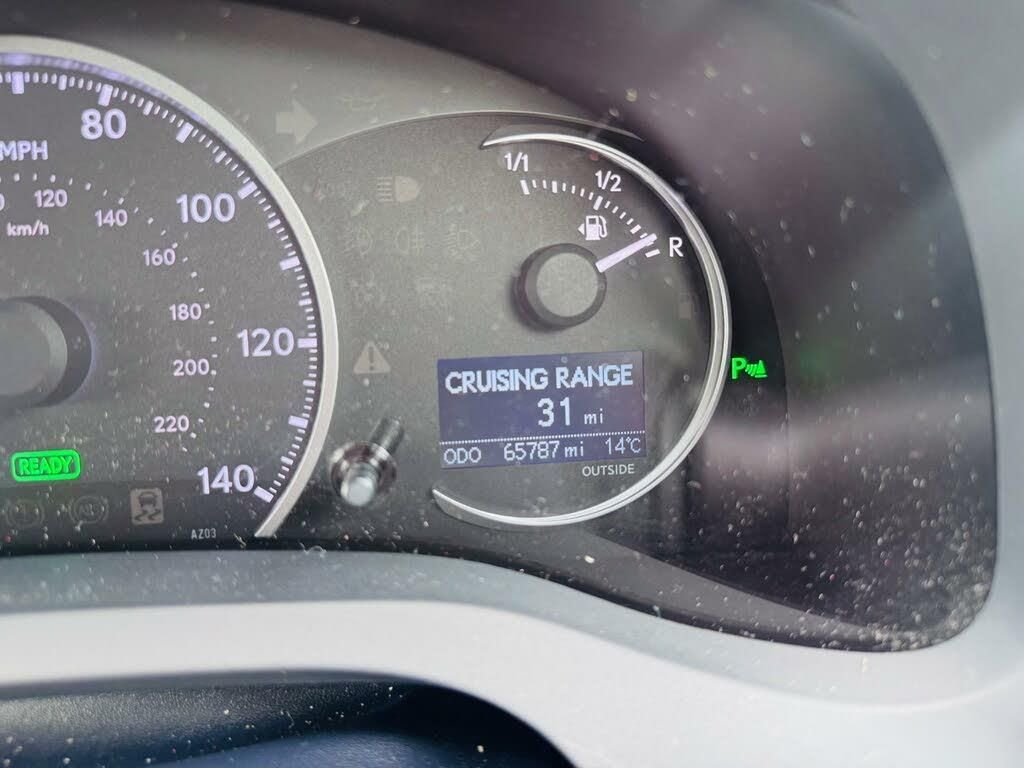 80
MPH
100
120
140
km/h
160
180
120
200
220
140
READY
AZ03
1/1
1/2
R
CRUISING RANGE
31 mi
ODO 65787 mi 14°C
OUTSIDE
P